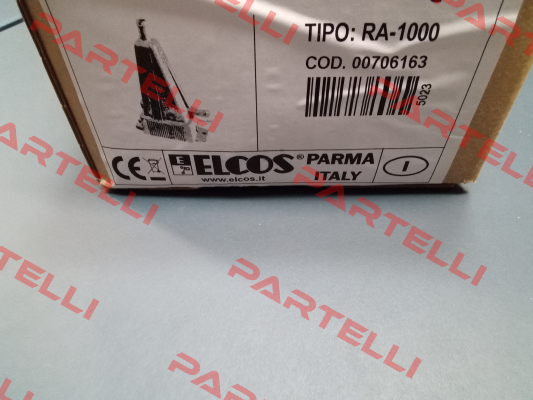 TIPO: RA-1000
COD. 00706163
5023
CE
E
ELCOS® PARMA
www.elcos.it
ITALY
I
PARTELLI
PARTELLI
PARTELLI
PARTELLI
PARTELLI
PARTELLI